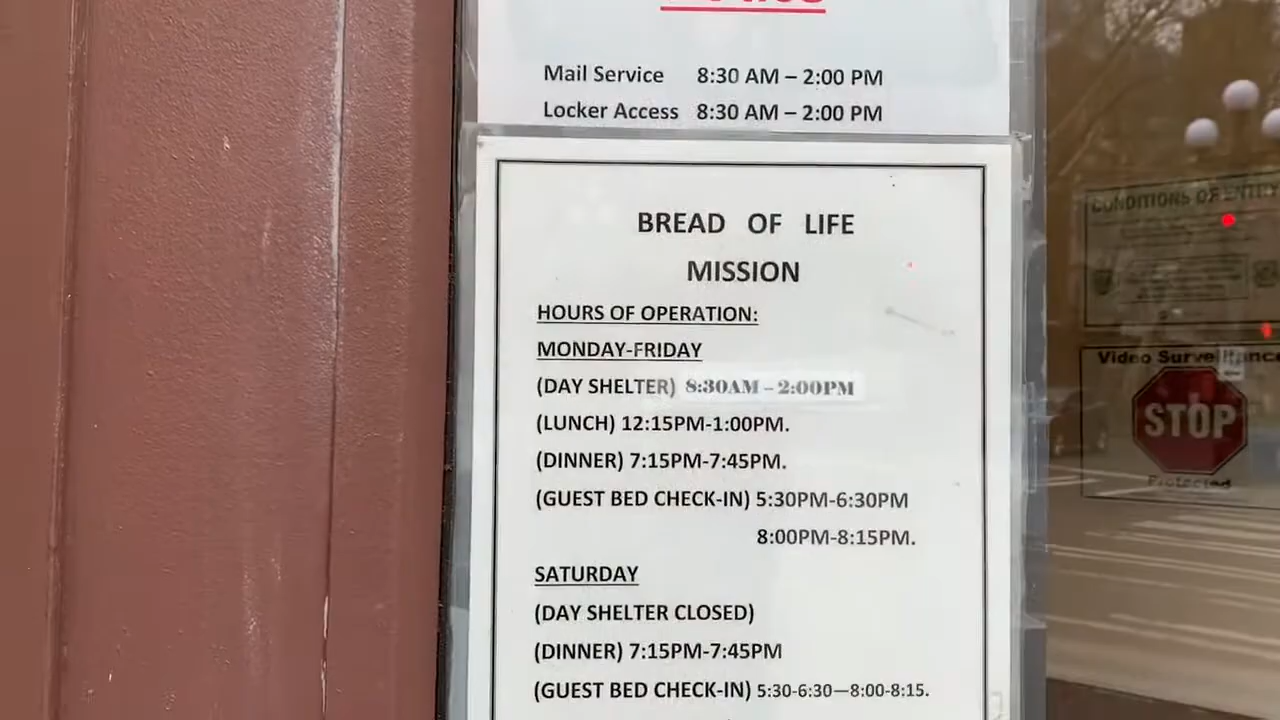 Mail Service 8:30 AM – 2:00 PM
Locker Access 8:30 AM – 2:00 PM
BREAD OF LIFE
MISSION
HOURS OF OPERATION:
MONDAY-FRIDAY
(DAY SHELTER) 8:30AM – 2:00PM
(LUNCH) 12:15PM-1:00PM.
(DINNER) 7:15PM-7:45PM.
(GUEST BED CHECK-IN) 5:30PM-6:30PM
8:00PM-8:15PM.
SATURDAY
(DAY SHELTER CLOSED)
(DINNER) 7:15PM-7:45PM
(GUEST BED CHECK-IN) 5:30-6:30—8:00-8:15.
CONDITIONS OF ENTRY
Video Surveillance
STOP
Protected